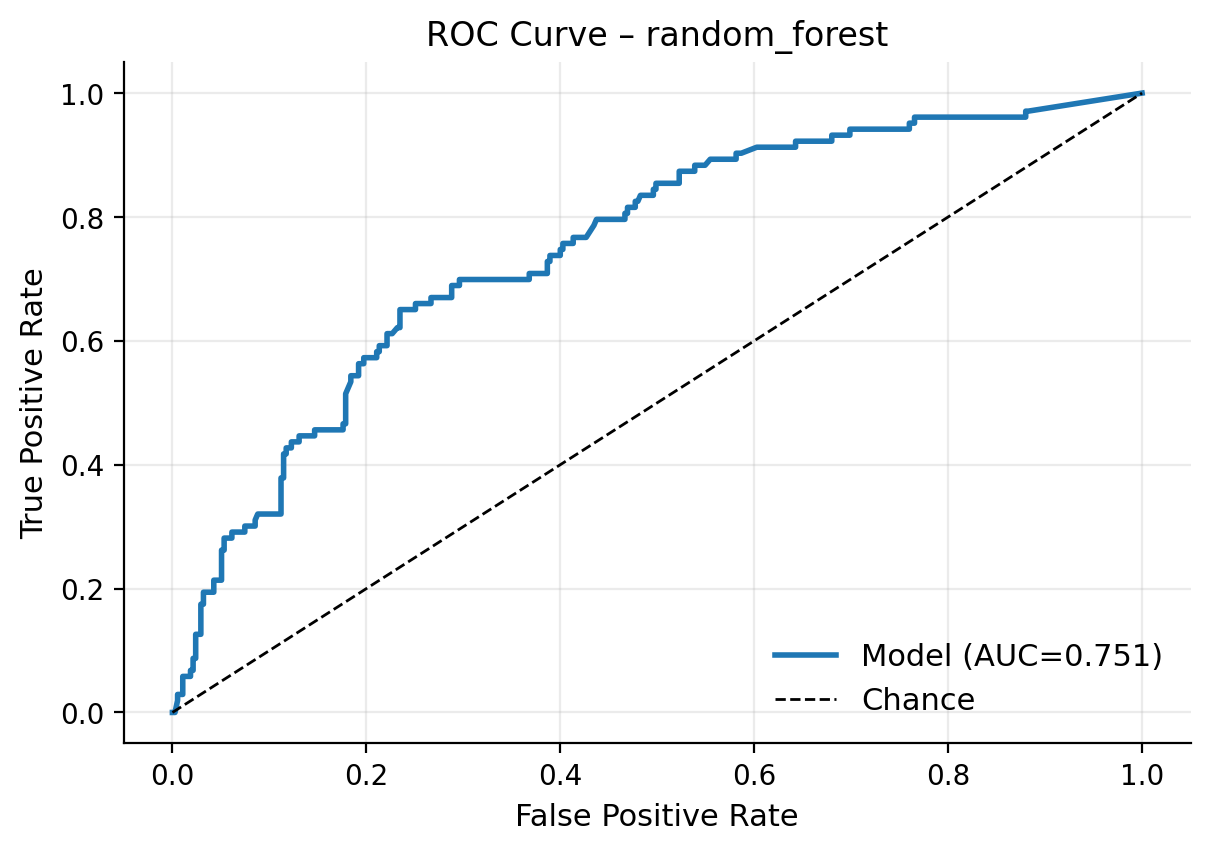 ROC Curve – random_forest
True Positive Rate
1.0
0.8
0.6
0.4
0.2
0.0
Model (AUC=0.751)
Chance
0.0 0.2 0.4 0.6 0.8 1.0
False Positive Rate